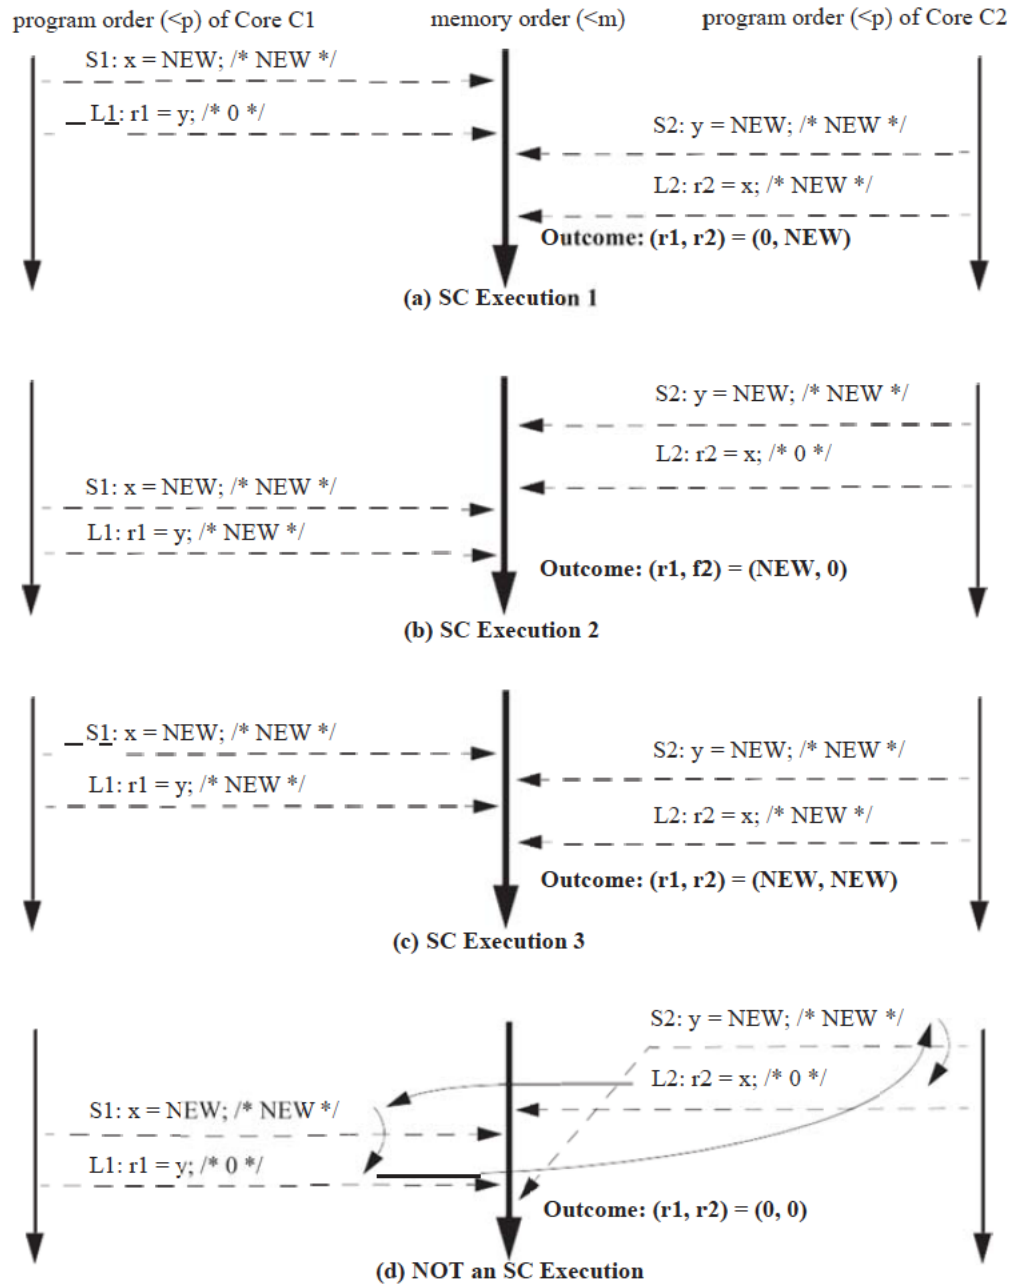 program order (<p) of Core C1
memory order (<m)
program order (<p) of Core C2
S1: x = NEW; /* NEW */
L1: r1 = y; /* 0 */
S2: y = NEW; /* NEW */
L2: r2 = x; /* NEW */
Outcome: (r1, r2) = (0, NEW)
(a) SC Execution 1
S2: y = NEW; /* NEW */
L2: r2 = x; /* 0 */
S1: x = NEW; /* NEW */
L1: r1 = y; /* NEW */
Outcome: (r1, f2) = (NEW, 0)
(b) SC Execution 2
S1: x = NEW; /* NEW */
S2: y = NEW; /* NEW */
L1: r1 = y; /* NEW */
L2: r2 = x; /* NEW */
Outcome: (r1, r2) = (NEW, NEW)
(c) SC Execution 3
S2: y = NEW; /* NEW */
L2: r2 = x; /* 0 */
S1: x = NEW; /* NEW */
L1: r1 = y; /* 0 */
Outcome: (r1, r2) = (0, 0)
(d) NOT an SC Execution